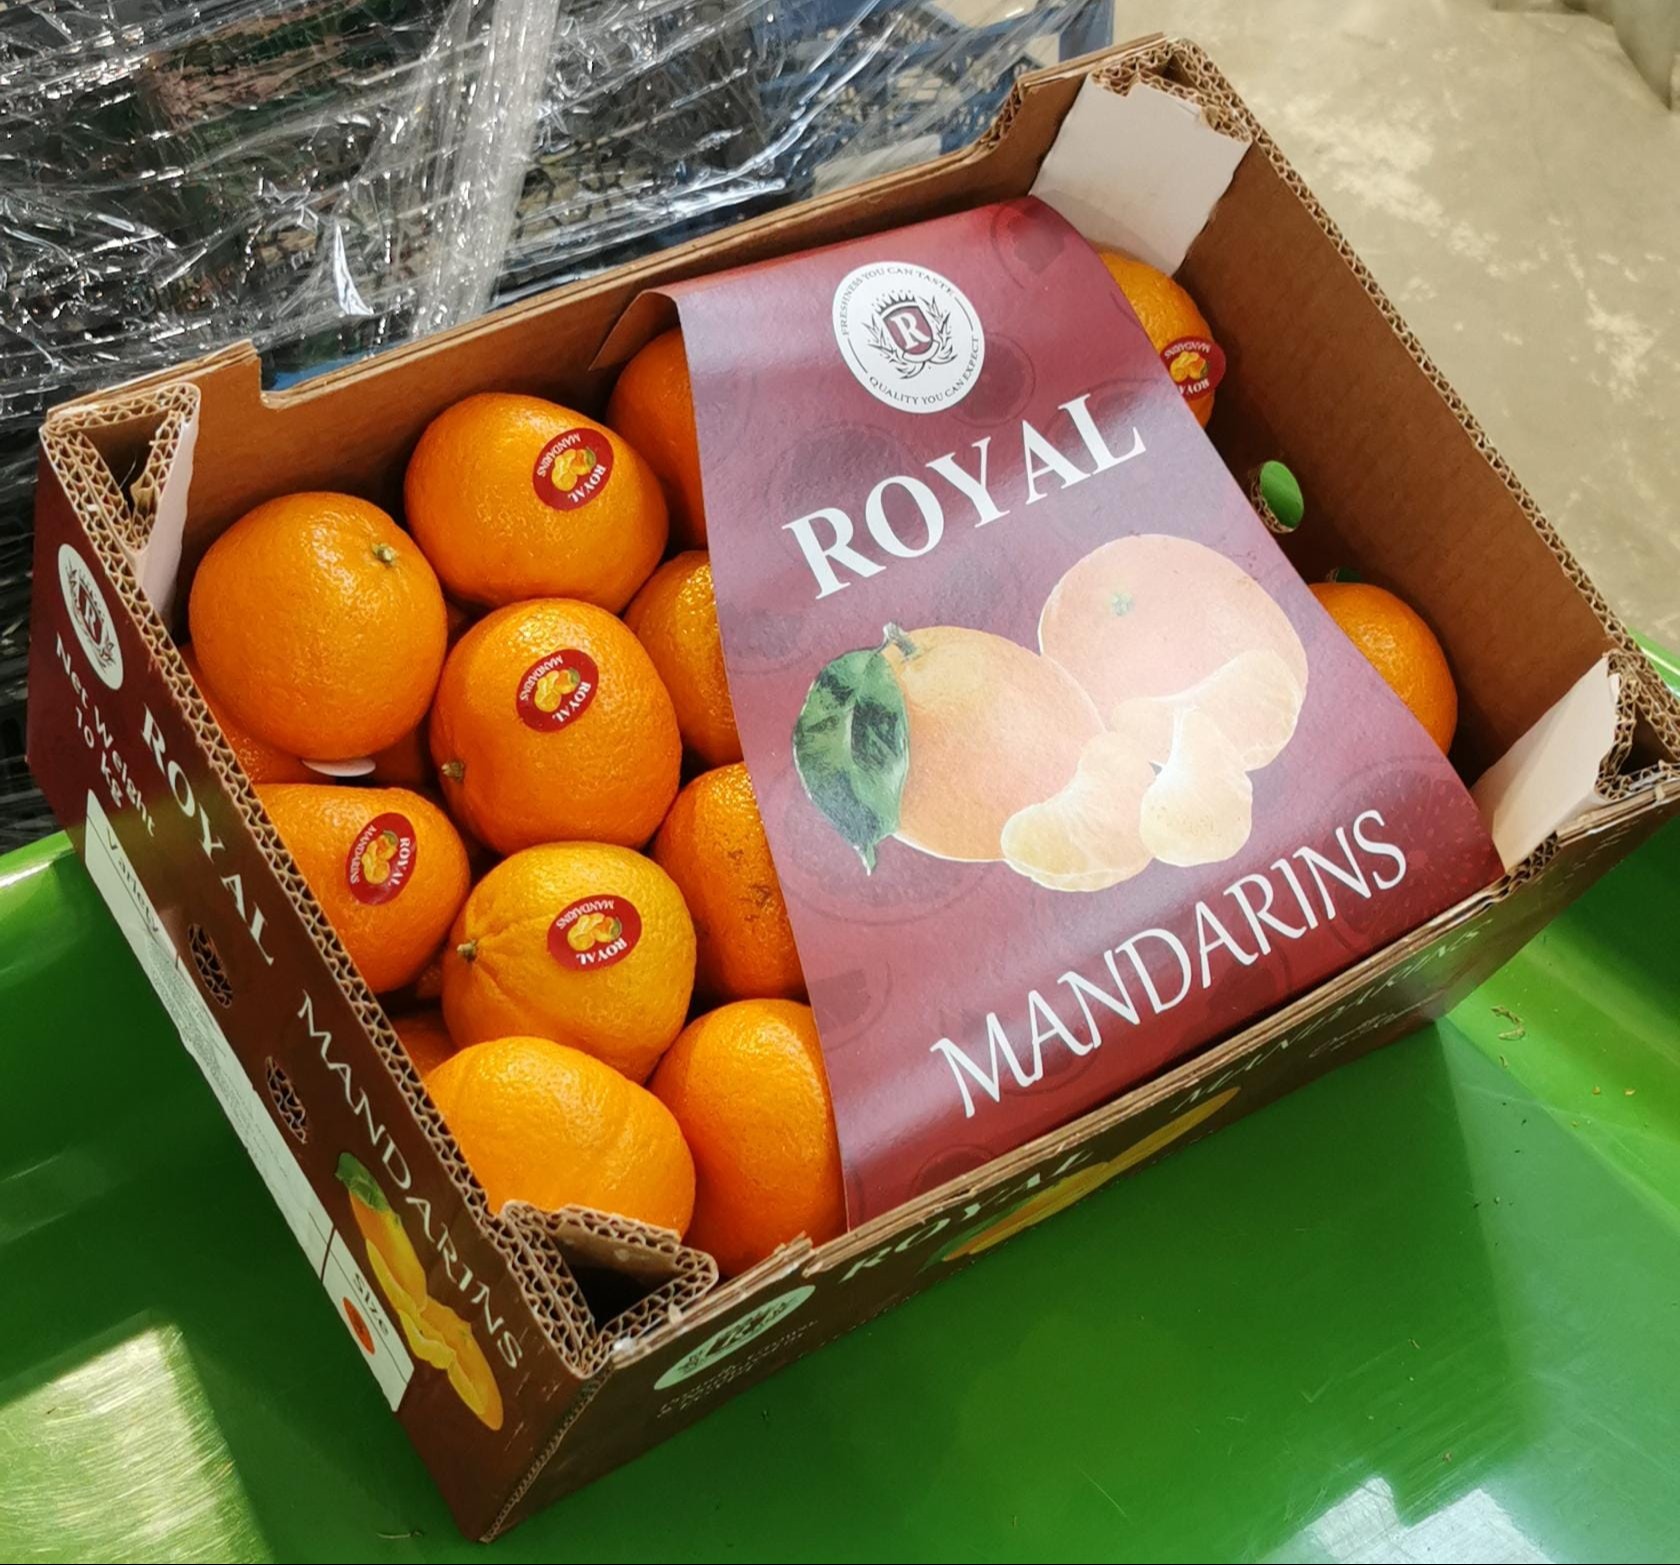 FRESHNESS YOU CAN TASTE
R
QUALITY YOU CAN EXPECT
ROYAL
MANDARINS
ROYAL
MANDARINS
ROYAL
MANDARINS
ROYAL
MANDARINS
ROYAL
MANDARINS
ROYAL
MANDARINS
R
Net Weight
10 kg
ROYAL MANDARINS
Variety
Size
ROYAL MANDARINS